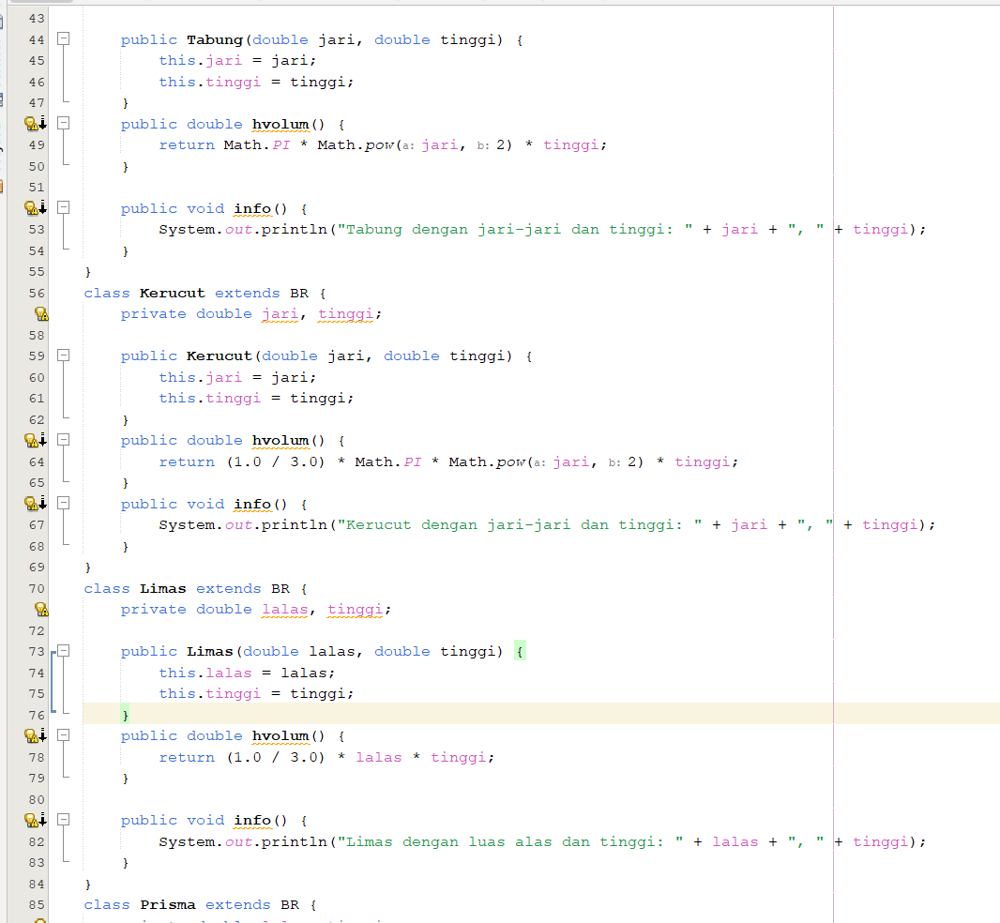 43
44 public Tabung(double jari, double tinggi) {
45 this.jari = jari;
46 this.tinggi = tinggi;
47 }
public double hvolum() {
49 return Math.PI * Math.pow(a: jari, b: 2) * tinggi;
50 }
51
public void info() {
53 System.out.println("Tabung dengan jari-jari dan tinggi: " + jari + ", " + tinggi);
54 }
55 }
56 class Kerucut extends BR {
private double jari, tinggi;
58
59 public Kerucut(double jari, double tinggi) {
60 this.jari = jari;
61 this.tinggi = tinggi;
62 }
public double hvolum() {
64 return (1.0 / 3.0) * Math.PI * Math.pow(a: jari, b: 2) * tinggi;
65 }
public void info() {
67 System.out.println("Kerucut dengan jari-jari dan tinggi: " + jari + ", " + tinggi);
68 }
69 }
70 class Limas extends BR {
private double lalas, tinggi;
72
73 public Limas(double lalas, double tinggi) {
74 this.lalas = lalas;
75 this.tinggi = tinggi;
76 }
public double hvolum() {
78 return (1.0 / 3.0) * lalas * tinggi;
79 }
80
public void info() {
82 System.out.println("Limas dengan luas alas dan tinggi: " + lalas + ", " + tinggi);
83 }
84 }
85 class Prisma extends BR {